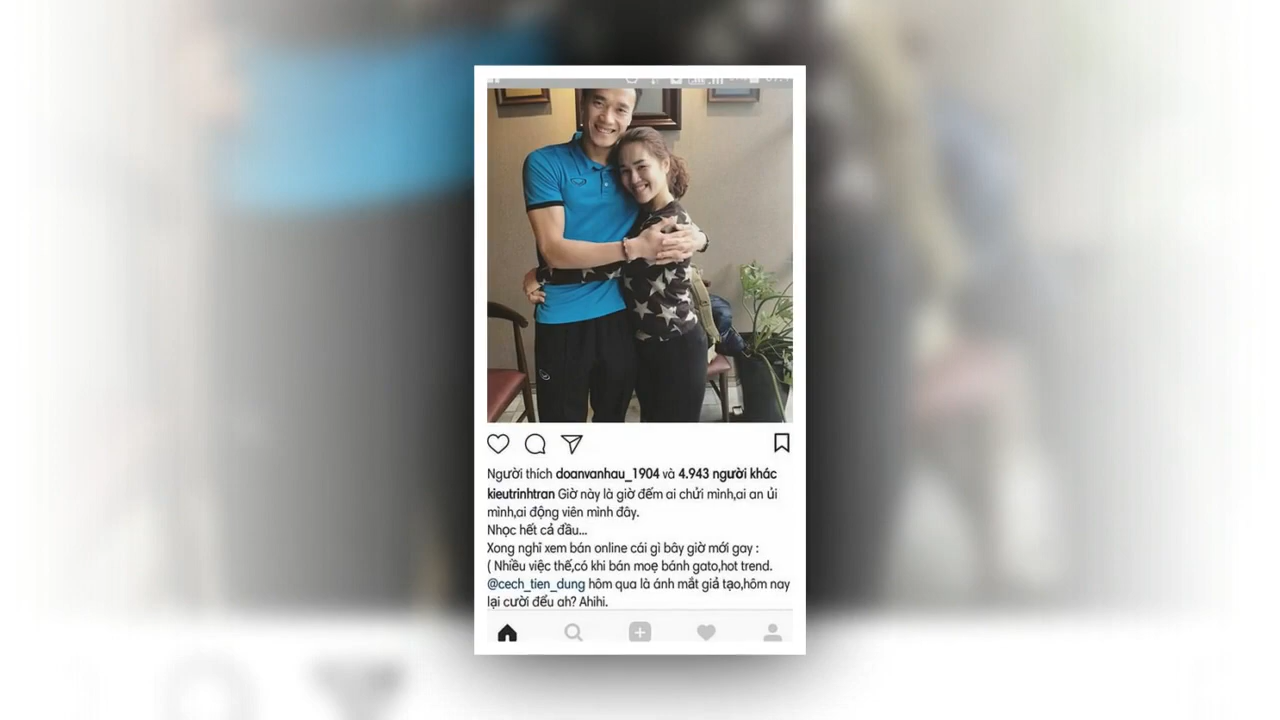 Người thích doanvanhau_1904 và 4.943 người khác
kieutrinhtran Giờ này là giờ đếm ai chửi mình,ai an ủi
mình,ai động viên mình đây.
Nhọc hết cả đầu...
Xong nghĩ xem bán online cái gì bây giờ mới gay :
( Nhiều việc thế,có khi bán moẹ bánh gato,hot trend.
@cech_tien_dung hôm qua là ánh mắt giả tạo,hôm nay
lại cười đểu ah? Ahihi.